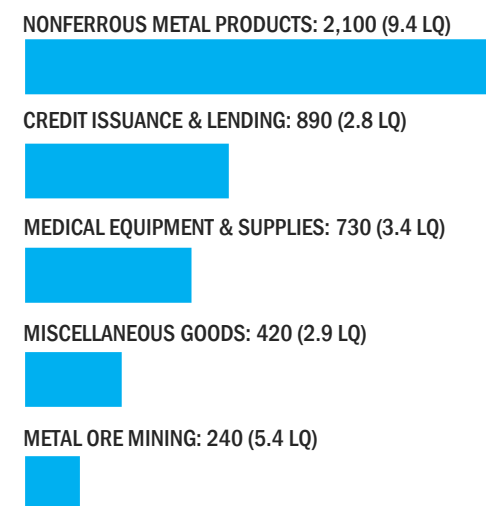 NONFERROUS METAL PRODUCTS: 2,100 (9.4 LQ)
CREDIT ISSUANCE & LENDING: 890 (2.8 LQ)
MEDICAL EQUIPMENT & SUPPLIES: 730 (3.4 LQ)
MISCELLANEOUS GOODS: 420 (2.9 LQ)
METAL ORE MINING: 240 (5.4 LQ)